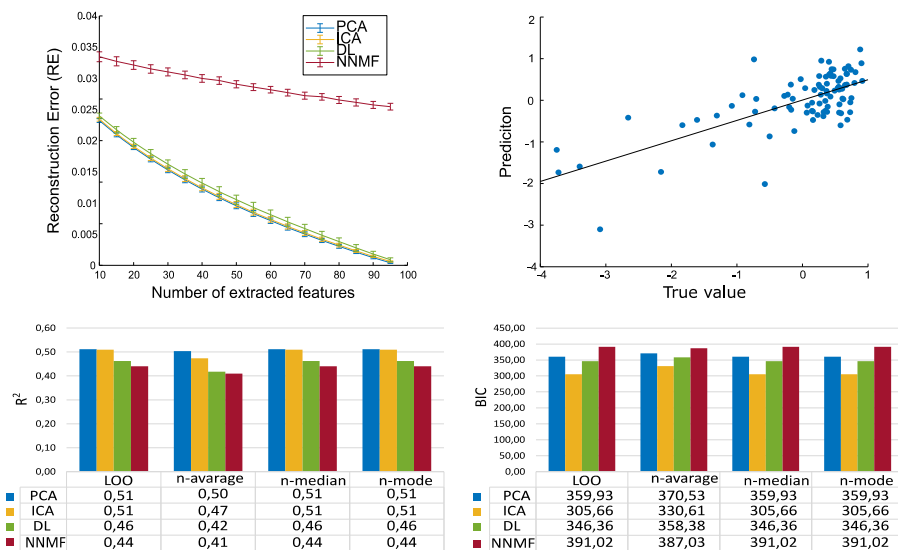 0.04
0.035
0.03
0.025
0.02
0.015
0.01
0.005
0
10 20 30 40 50 60 70 80 90 100
Reconstruction Error (RE)
Number of extracted features
PCA
ICA
DL
NNMF
2
1
0
−1
−2
−3
−4
−4 −3 −2 −1 0 1
Prediciton
True value
0,60
0,50
0,40
0,30
0,20
0,10
0,00
R²
LOO n-avarage n-median n-mode
PCA 0,51 0,50 0,51 0,51
ICA 0,51 0,47 0,51 0,51
DL 0,46 0,42 0,46 0,46
NNMF 0,44 0,41 0,44 0,44
450,00
400,00
350,00
300,00
250,00
200,00
150,00
100,00
50,00
0,00
BIC
LOO n-avarage n-median n-mode
PCA 359,93 370,53 359,93 359,93
ICA 305,66 330,61 305,66 305,66
DL 346,36 358,38 346,36 346,36
NNMF 391,02 387,03 391,02 391,02